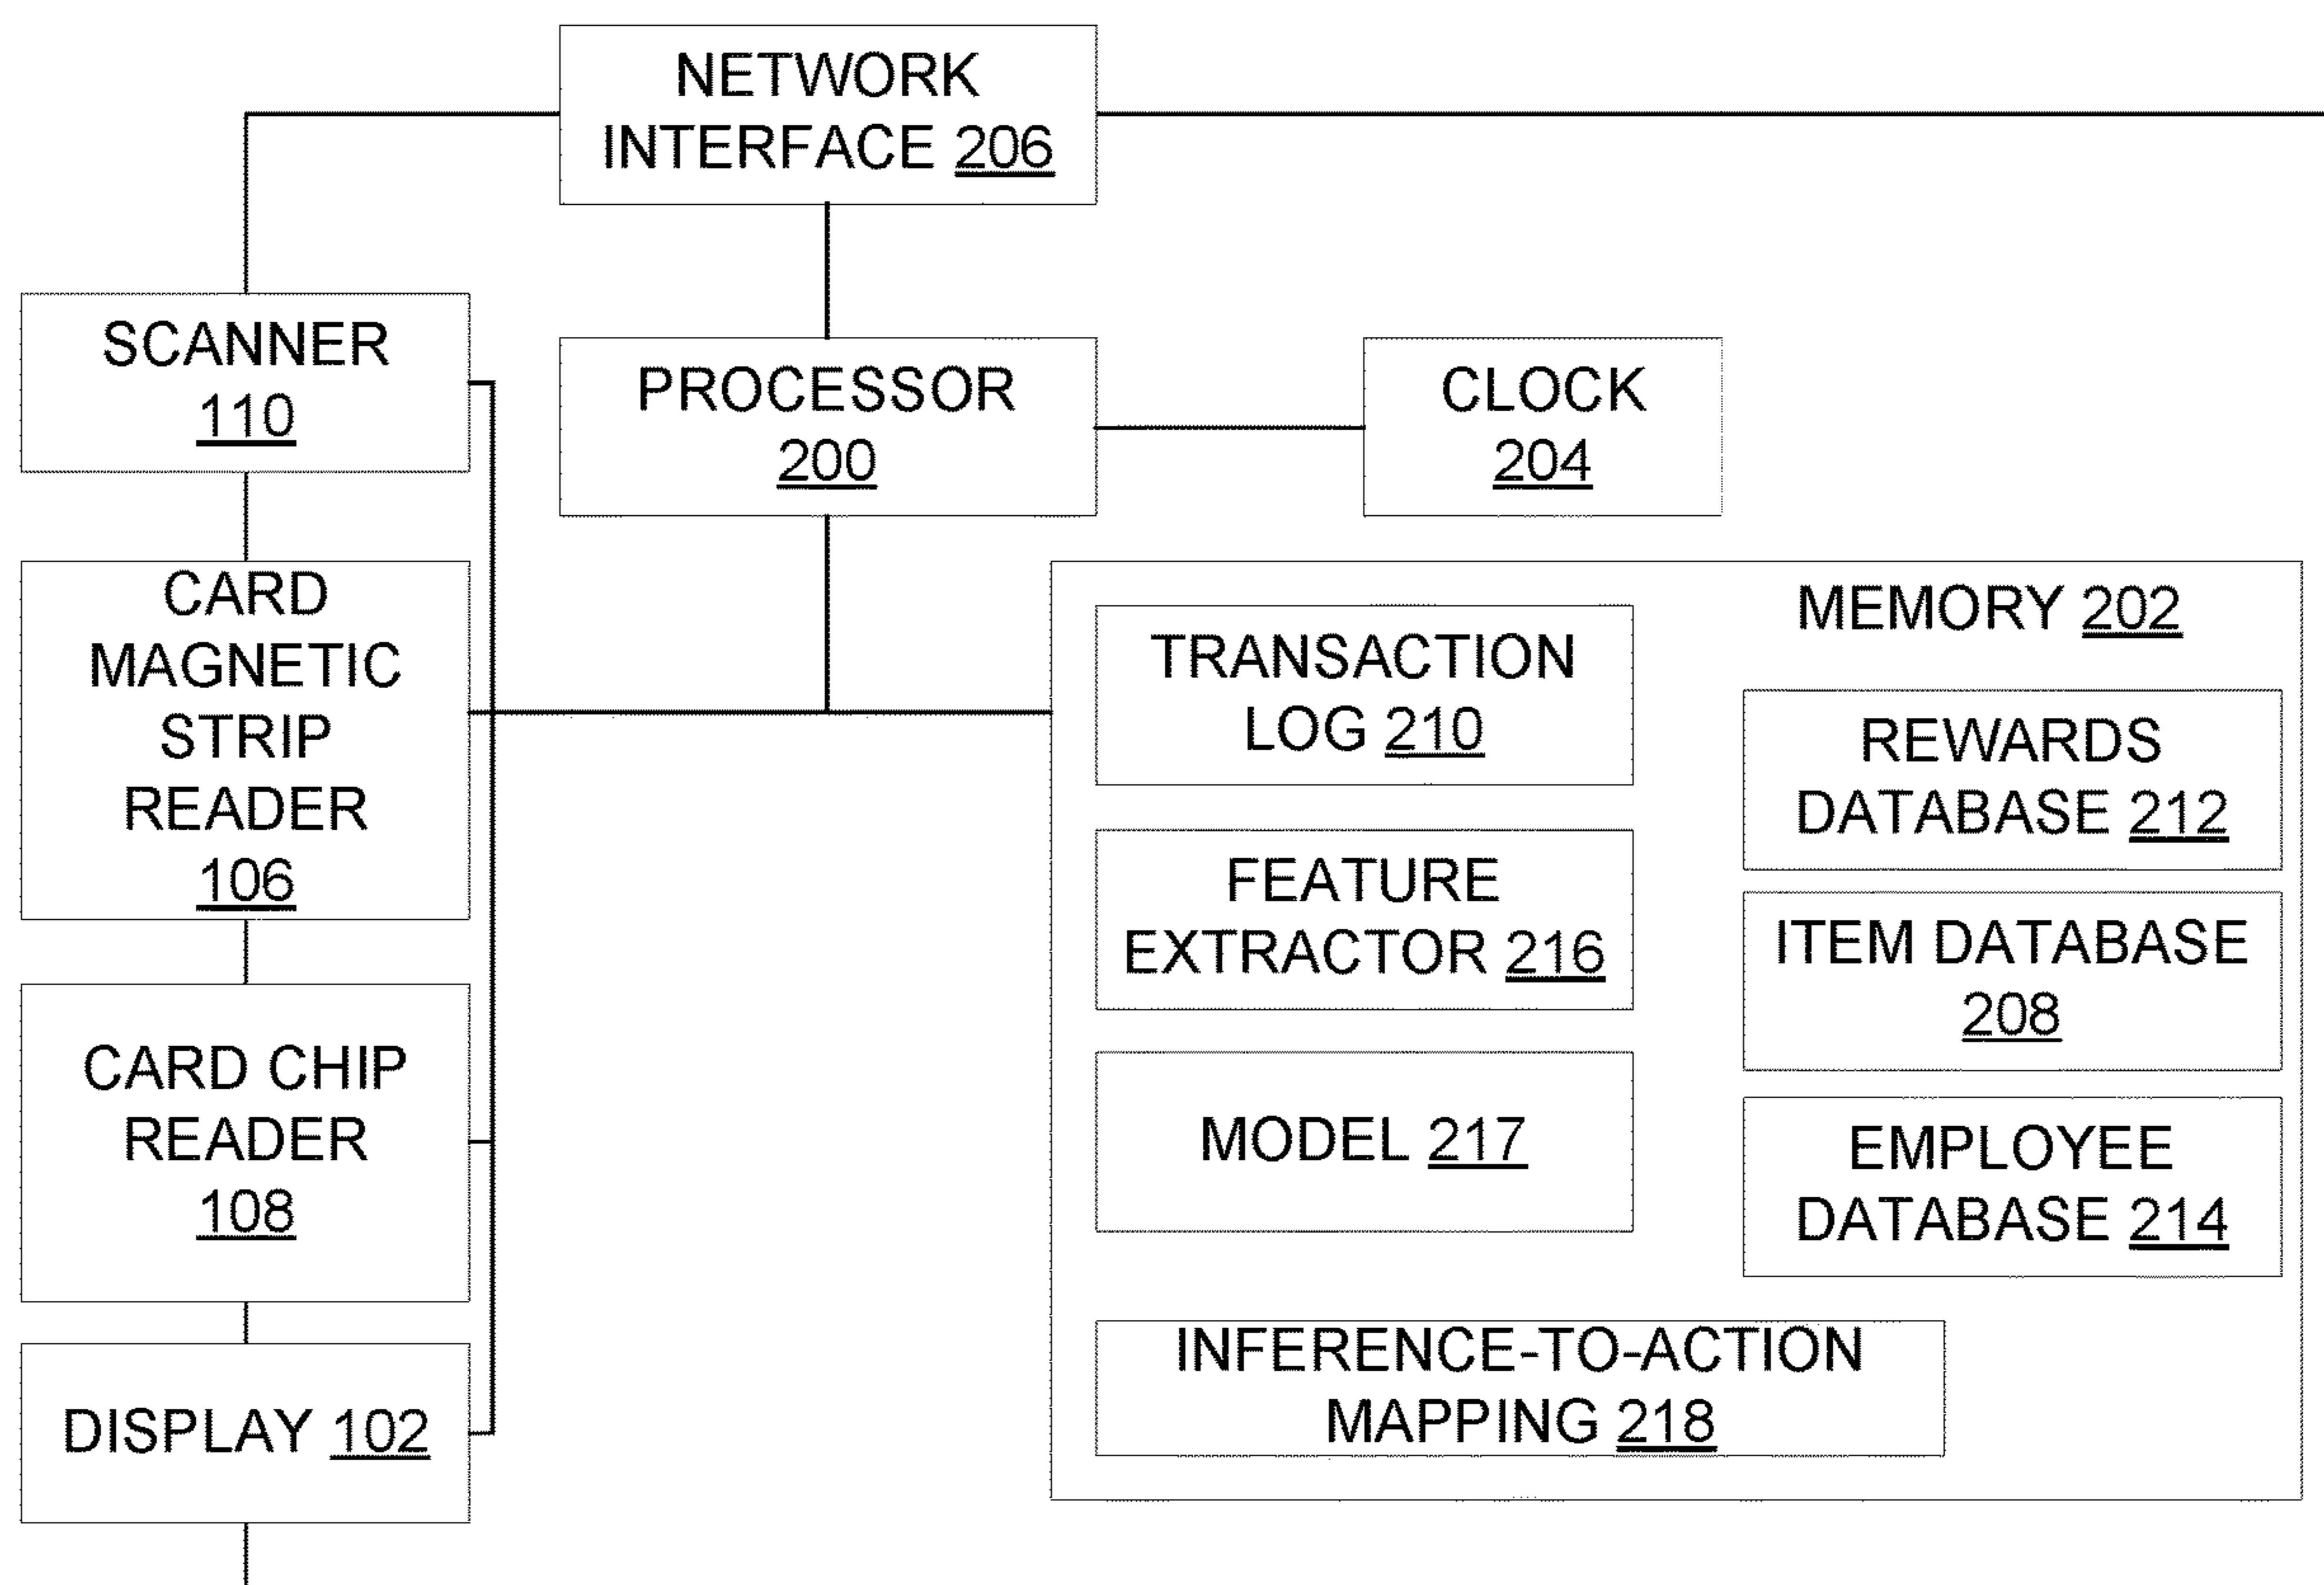 NETWORK
INTERFACE 206
SCANNER
110
PROCESSOR
200
CLOCK
204
CARD
MAGNETIC
STRIP
READER
106
MEMORY 202
TRANSACTION
LOG 210
REWARDS
DATABASE 212
FEATURE
EXTRACTOR 216
ITEM DATABASE
208
CARD CHIP
READER
108
MODEL 217
EMPLOYEE
DATABASE 214
INFERENCE-TO-ACTION
MAPPING 218
DISPLAY 102